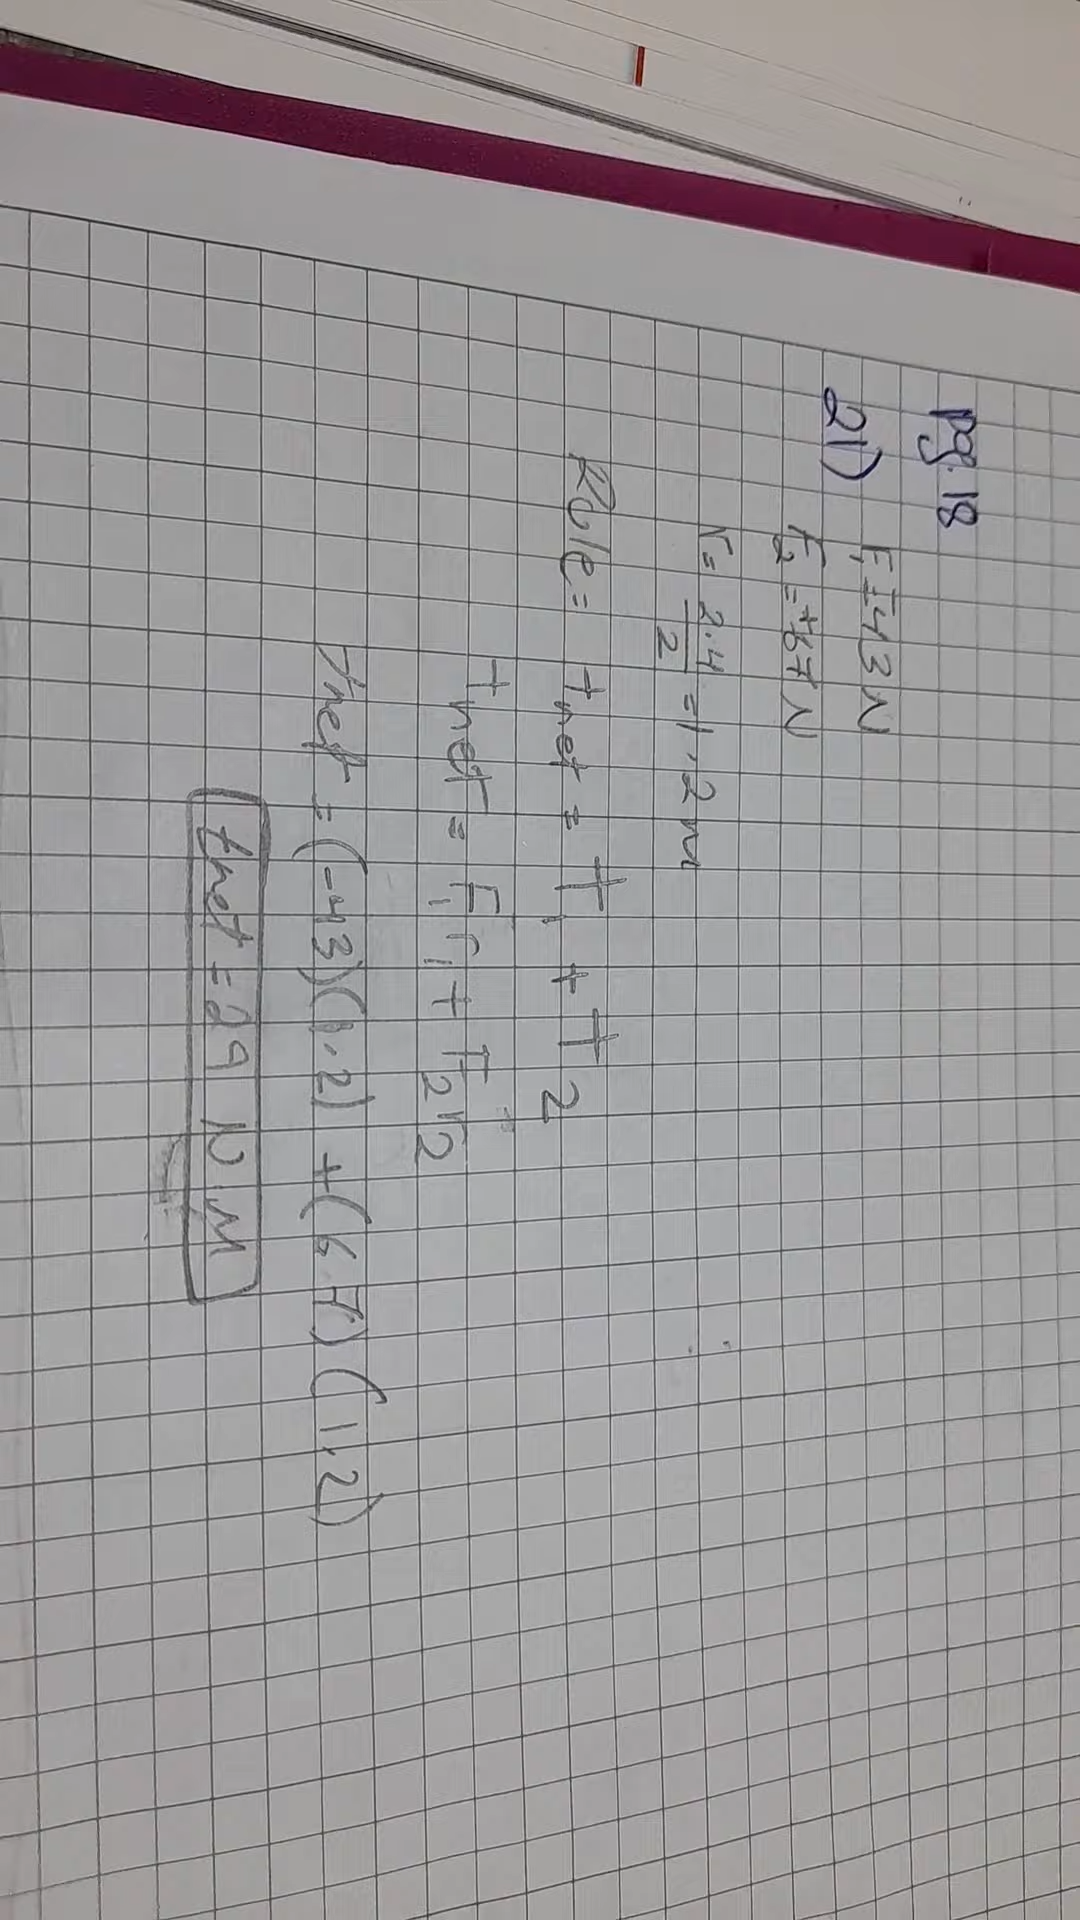 pg. 18
21)
F₁ = -43 N
F₂ = +67 N
r = 2.4/2 = 1.2 m
Rule = τnet = τ₁ + τ₂
τnet = F₁r₁ + F₂r₂
τnet = (-43)(1.2) + (67)(1.2)
τnet = 29 N.M